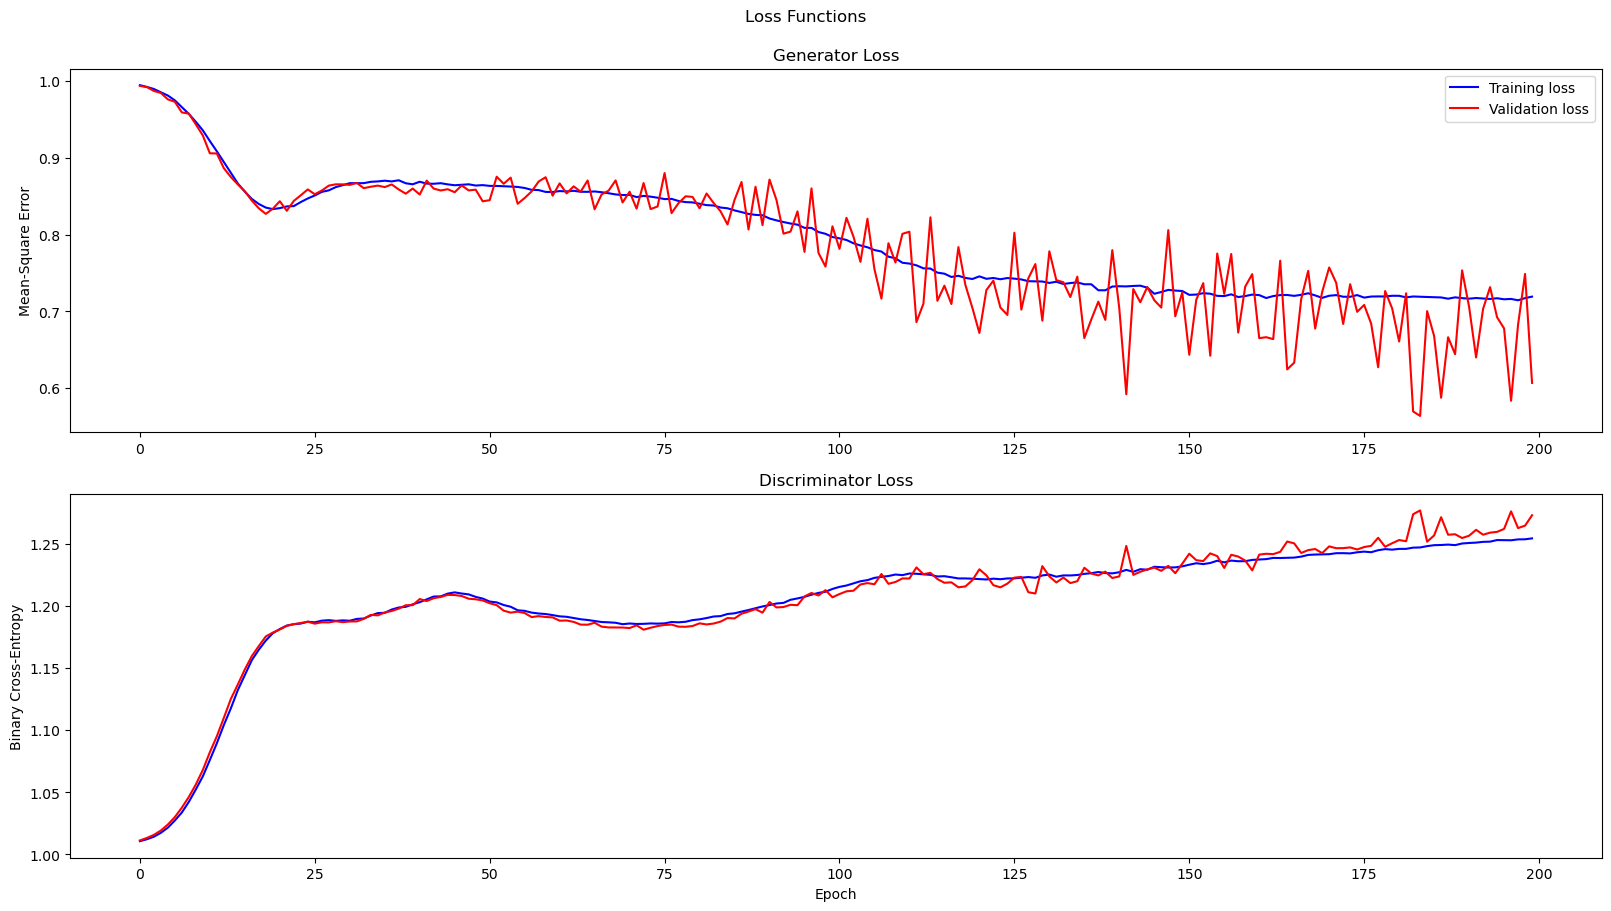 Loss Functions
Generator Loss
Mean-Square Error
1.0
0.9
0.8
0.7
0.6
Training loss
Validation loss
0 25 50 75 100 125 150 175 200
Discriminator Loss
Binary Cross-Entropy
1.25
1.20
1.15
1.10
1.05
1.00
0 25 50 75 100 125 150 175 200
Epoch